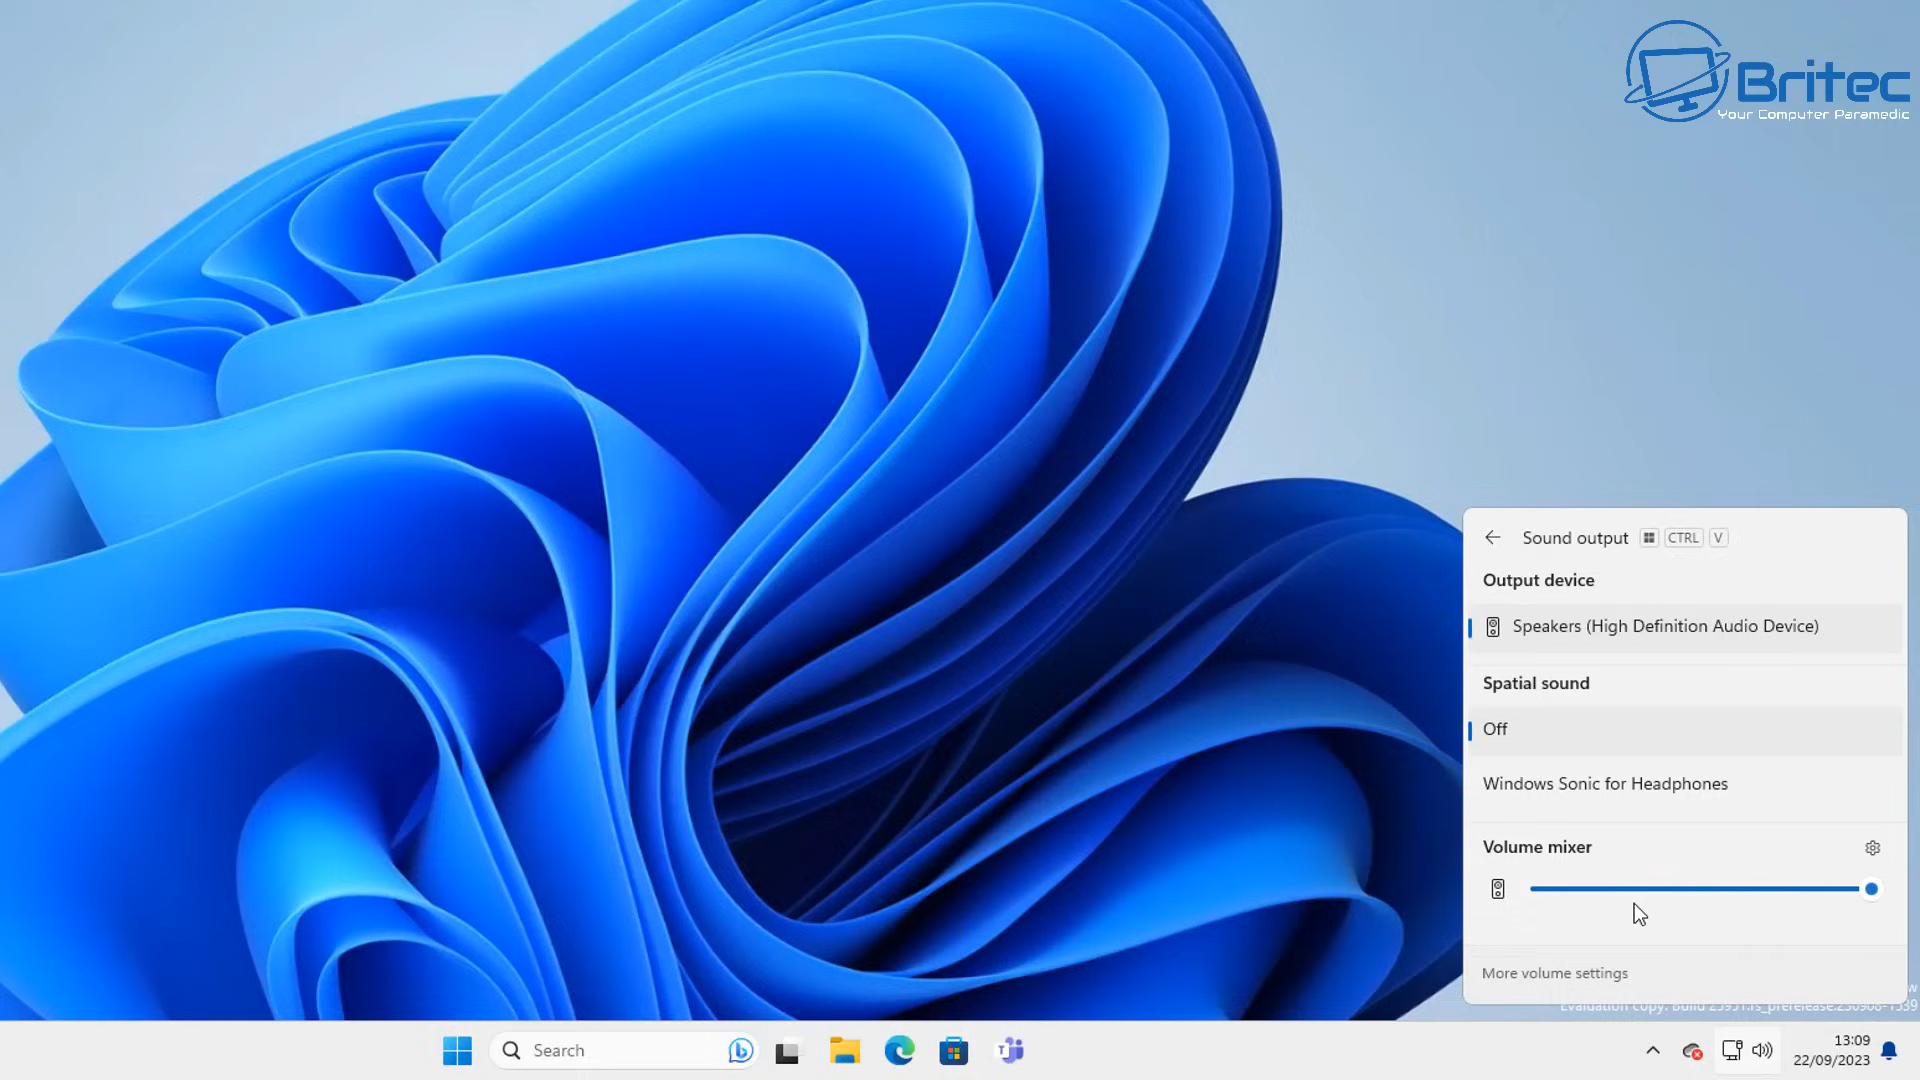 Britec
Your Computer Paramedic
Sound output CTRL V
Output device
Speakers (High Definition Audio Device)
Spatial sound
Off
Windows Sonic for Headphones
Volume mixer
More volume settings
Search
13:09
22/09/2023